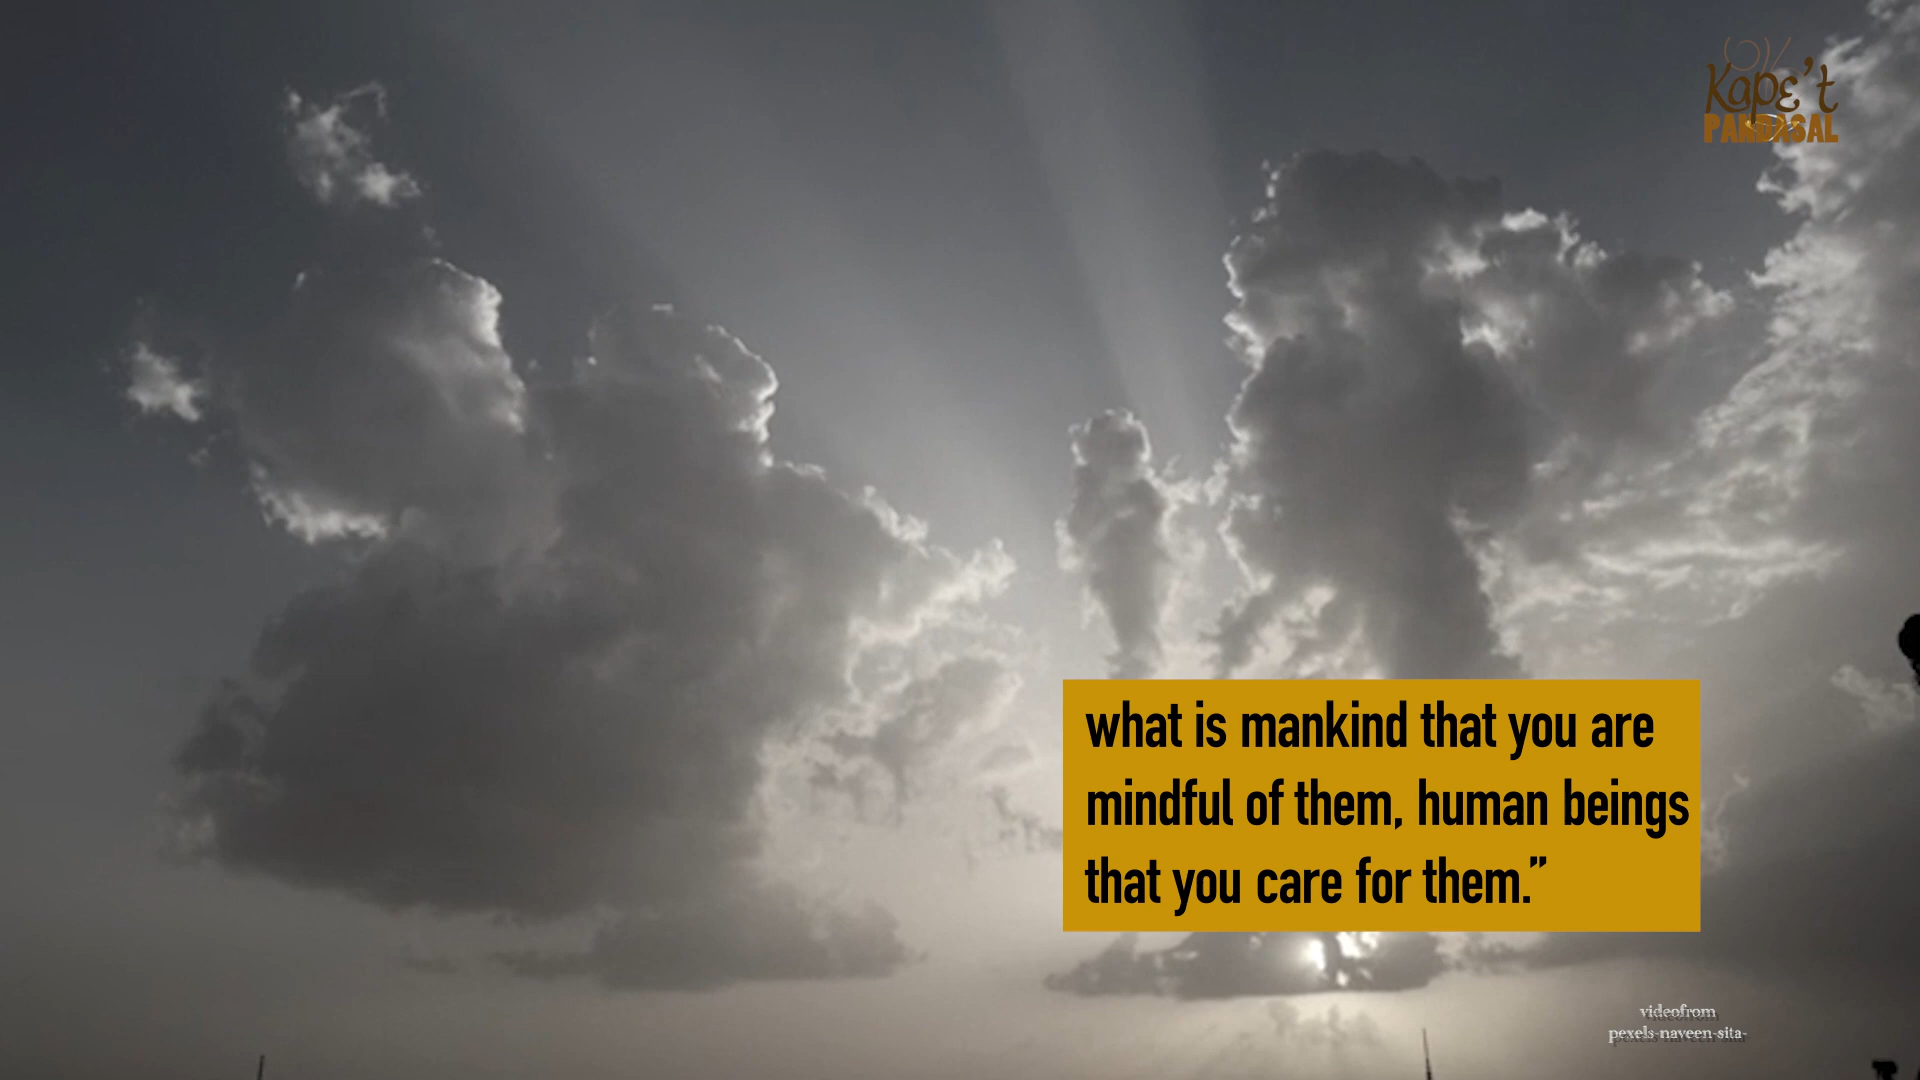 Kape't
PANDASAL
what is mankind that you are
mindful of them, human beings
that you care for them.”
videofrom
pexels-naveen-sita-